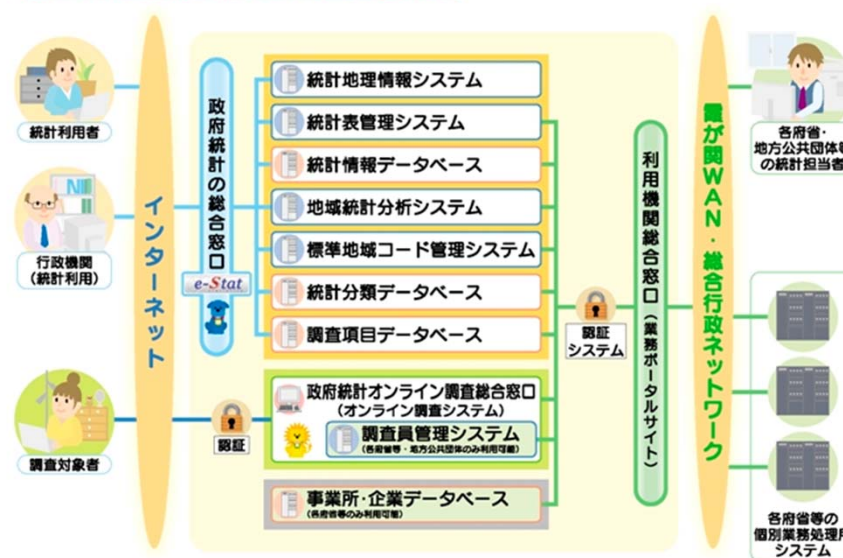 統計利用者
行政機関
（統計利用）
調査対象者
インターネット
政府統計の総合窓口
e-Stat
統計地理情報システム
統計表管理システム
統計情報データベース
地域統計分析システム
標準地域コード管理システム
統計分類データベース
調査項目データベース
認証
政府統計オンライン調査総合窓口
（オンライン調査システム）
調査員管理システム
（各府省等・地方公共団体のみ利用可能）
事業所・企業データベース
（各府省等のみ利用可能）
認証
システム
利用機関総合窓口（業務ポータルサイト）
霞が関WAN・総合行政ネットワーク
各府省・
地方公共団体等
の統計担当者
各府省等の
個別業務処理用
システム